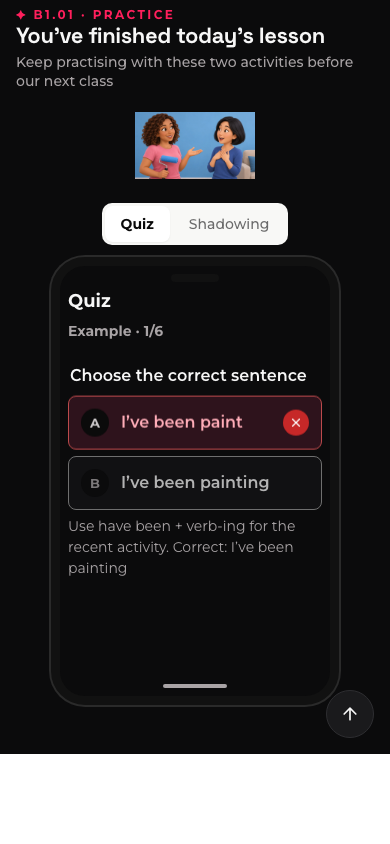 ✦ B1.01 · PRACTICE
You've finished today's lesson
Keep practising with these two activities before
our next class
Quiz Shadowing
Quiz
Example · 1/6
Choose the correct sentence
A I've been paint
B I've been painting
Use have been + verb-ing for the
recent activity. Correct: I've been
painting